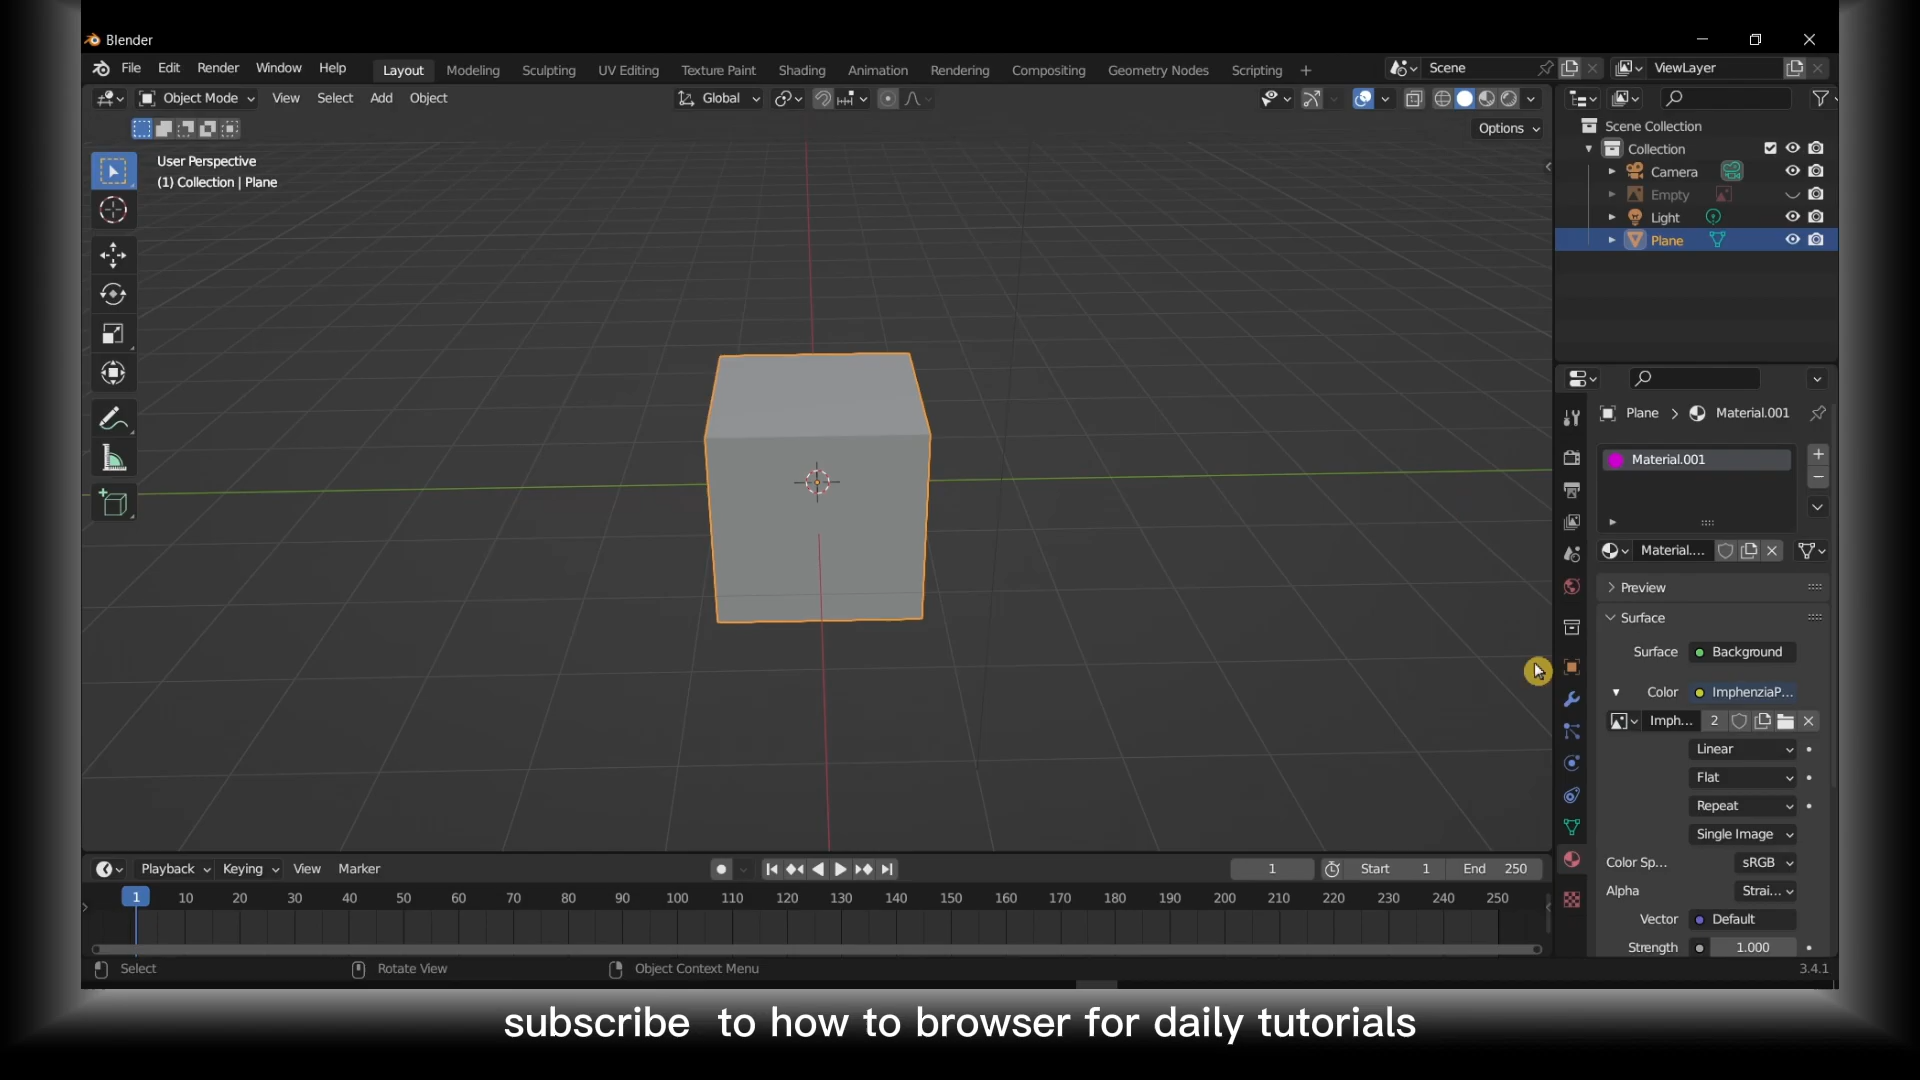 Blender
File Edit Render Window Help Layout Modeling Sculpting UV Editing Texture Paint Shading Animation Rendering Compositing Geometry Nodes Scripting + Scene ViewLayer
Object Mode View Select Add Object Global
Options
User Perspective
(1) Collection | Plane
Scene Collection
Collection
Camera
Empty
Light
Plane
Plane > Material.001
Material.001
Material....
Preview
Surface
Surface Background
Color ImphenziaP...
Imph... 2
Linear
Flat
Repeat
Single Image
Color Sp... sRGB
Alpha Strai...
Vector Default
Strength 1.000
Playback Keying View Marker 1 Start 1 End 250
1 10 20 30 40 50 60 70 80 90 100 110 120 130 140 150 160 170 180 190 200 210 220 230 240 250
Select Rotate View Object Context Menu 3.4.1
subscribe to how to browser for daily tutorials